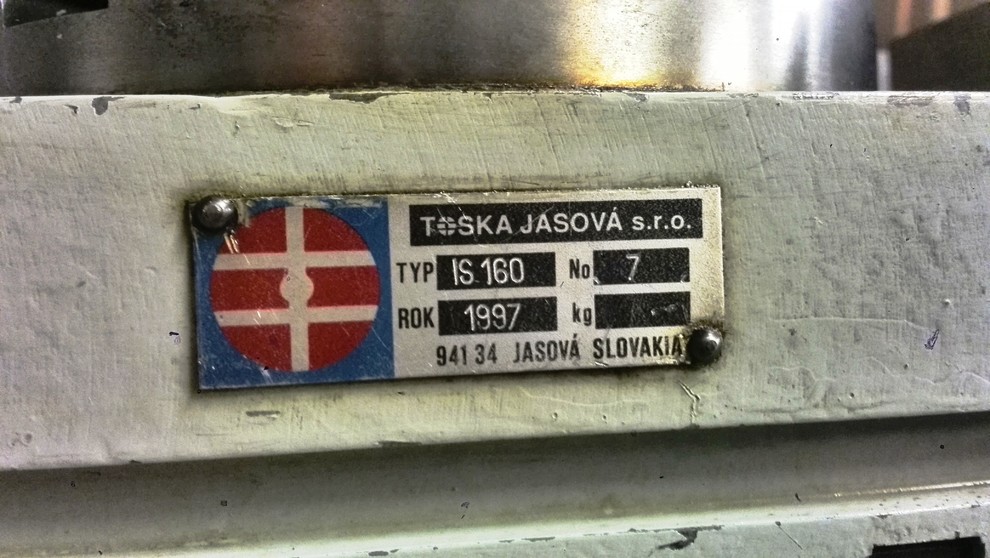 TOSKA JASOVÁ s.r.o.
TYP IS 160 No 7
ROK 1997 kg
941 34 JASOVÁ SLOVAKIA